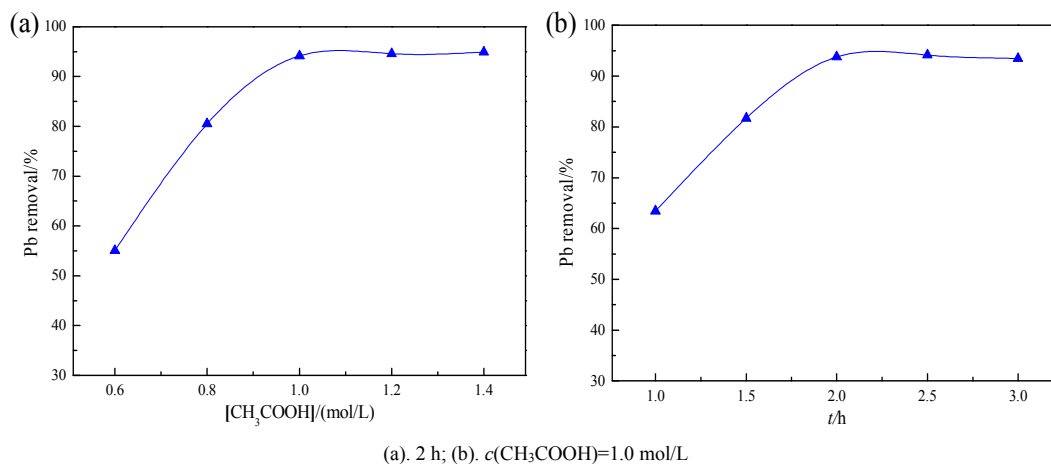 (a)
100
90
80
70
60
50
40
30
Pb removal/%
0.6 0.8 1.0 1.2 1.4
[CH₃COOH]/(mol/L)
(b)
100
90
80
70
60
50
40
30
Pb removal/%
1.0 1.5 2.0 2.5 3.0
t/h
(a). 2 h; (b). c(CH₃COOH)=1.0 mol/L